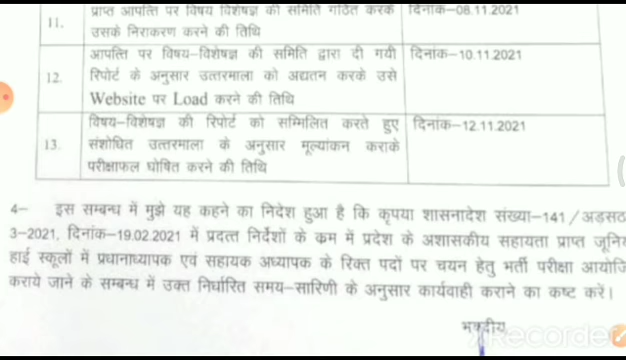 प्राप्त आपत्ति पर विषय विशेषज्ञ की समिति गठित करके दिनांक–08.11.2021
11.
उसके निराकरण करने की तिथि
आपत्ति पर विषय–विशेषज्ञ की समिति द्वारा दी गयी दिनांक–10.11.2021
12. रिपोर्ट के अनुसार उत्तरमाला को अद्यतन करके उसे
Website पर Load करने की तिथि
विषय–विशेषज्ञ की रिपोर्ट को सम्मिलित करते हुए दिनांक–12.11.2021
13. संशोधित उत्तरमाला के अनुसार मूल्यांकन कराके
परीक्षाफल घोषित करने की तिथि
4– इस सम्बन्ध में मुझे यह कहने का निदेश हुआ है कि कृपया शासनादेश संख्या–141/अड़सठ
3–2021, दिनांक–19.02.2021 में प्रदत्त निर्देशों के क्रम में प्रदेश के अशासकीय सहायता प्राप्त
हाई स्कूलों में प्रधानाध्यापक एवं सहायक अध्यापक के रिक्त पदों पर चयन हेतु भर्ती परीक्षा
कराये जाने के सम्बन्ध में उक्त निर्धारित समय–सारिणी के अनुसार कार्यवाही कराने का कष्ट करें।
भवदीय
XRecorder